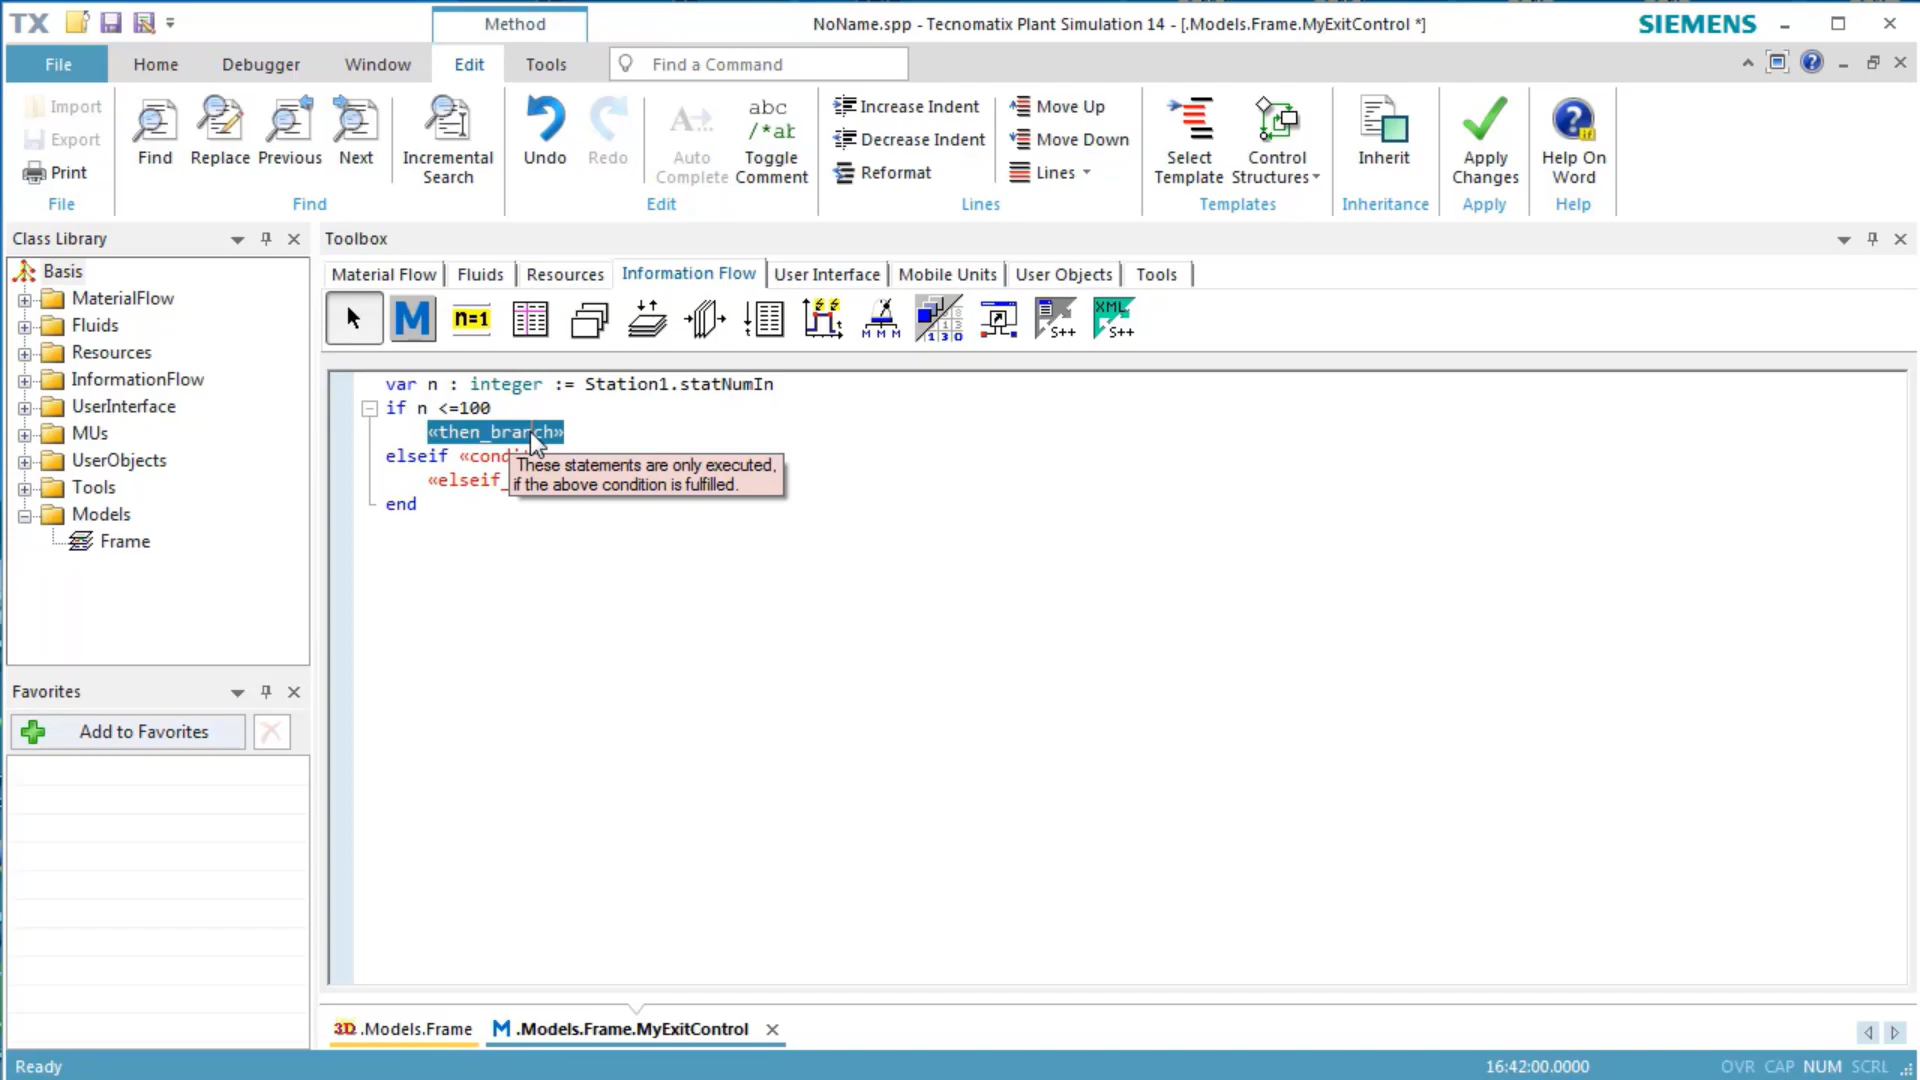 TX
Method
NoName.spp - Tecnomatix Plant Simulation 14 - [.Models.Frame.MyExitControl *]
SIEMENS
File
Home
Debugger
Window
Edit
Tools
Find a Command
Import
Export
Print
File
Find
Replace
Previous
Next
Incremental
Search
Find
Undo
Redo
A
Auto
Complete
abc
/*ab
Toggle
Comment
Edit
Increase Indent
Decrease Indent
Reformat
Move Up
Move Down
Lines
Lines
Select
Template
Control
Structures
Templates
Inherit
Inheritance
Apply
Changes
Apply
Help On
Word
Help
Class Library
Basis
MaterialFlow
Fluids
Resources
InformationFlow
UserInterface
MUs
UserObjects
Tools
Models
Frame
Favorites
Add to Favorites
Toolbox
Material Flow
Fluids
Resources
Information Flow
User Interface
Mobile Units
User Objects
Tools
M
n=1
M M M
S++
XML
S++
var n : integer := Station1.statNumIn
if n <=100
«then_branch»
elseif «condi
«elseif_
end
These statements are only executed,
if the above condition is fulfilled.
3D .Models.Frame
M .Models.Frame.MyExitControl
Ready
16:42:00.0000
OVR CAP NUM SCRL